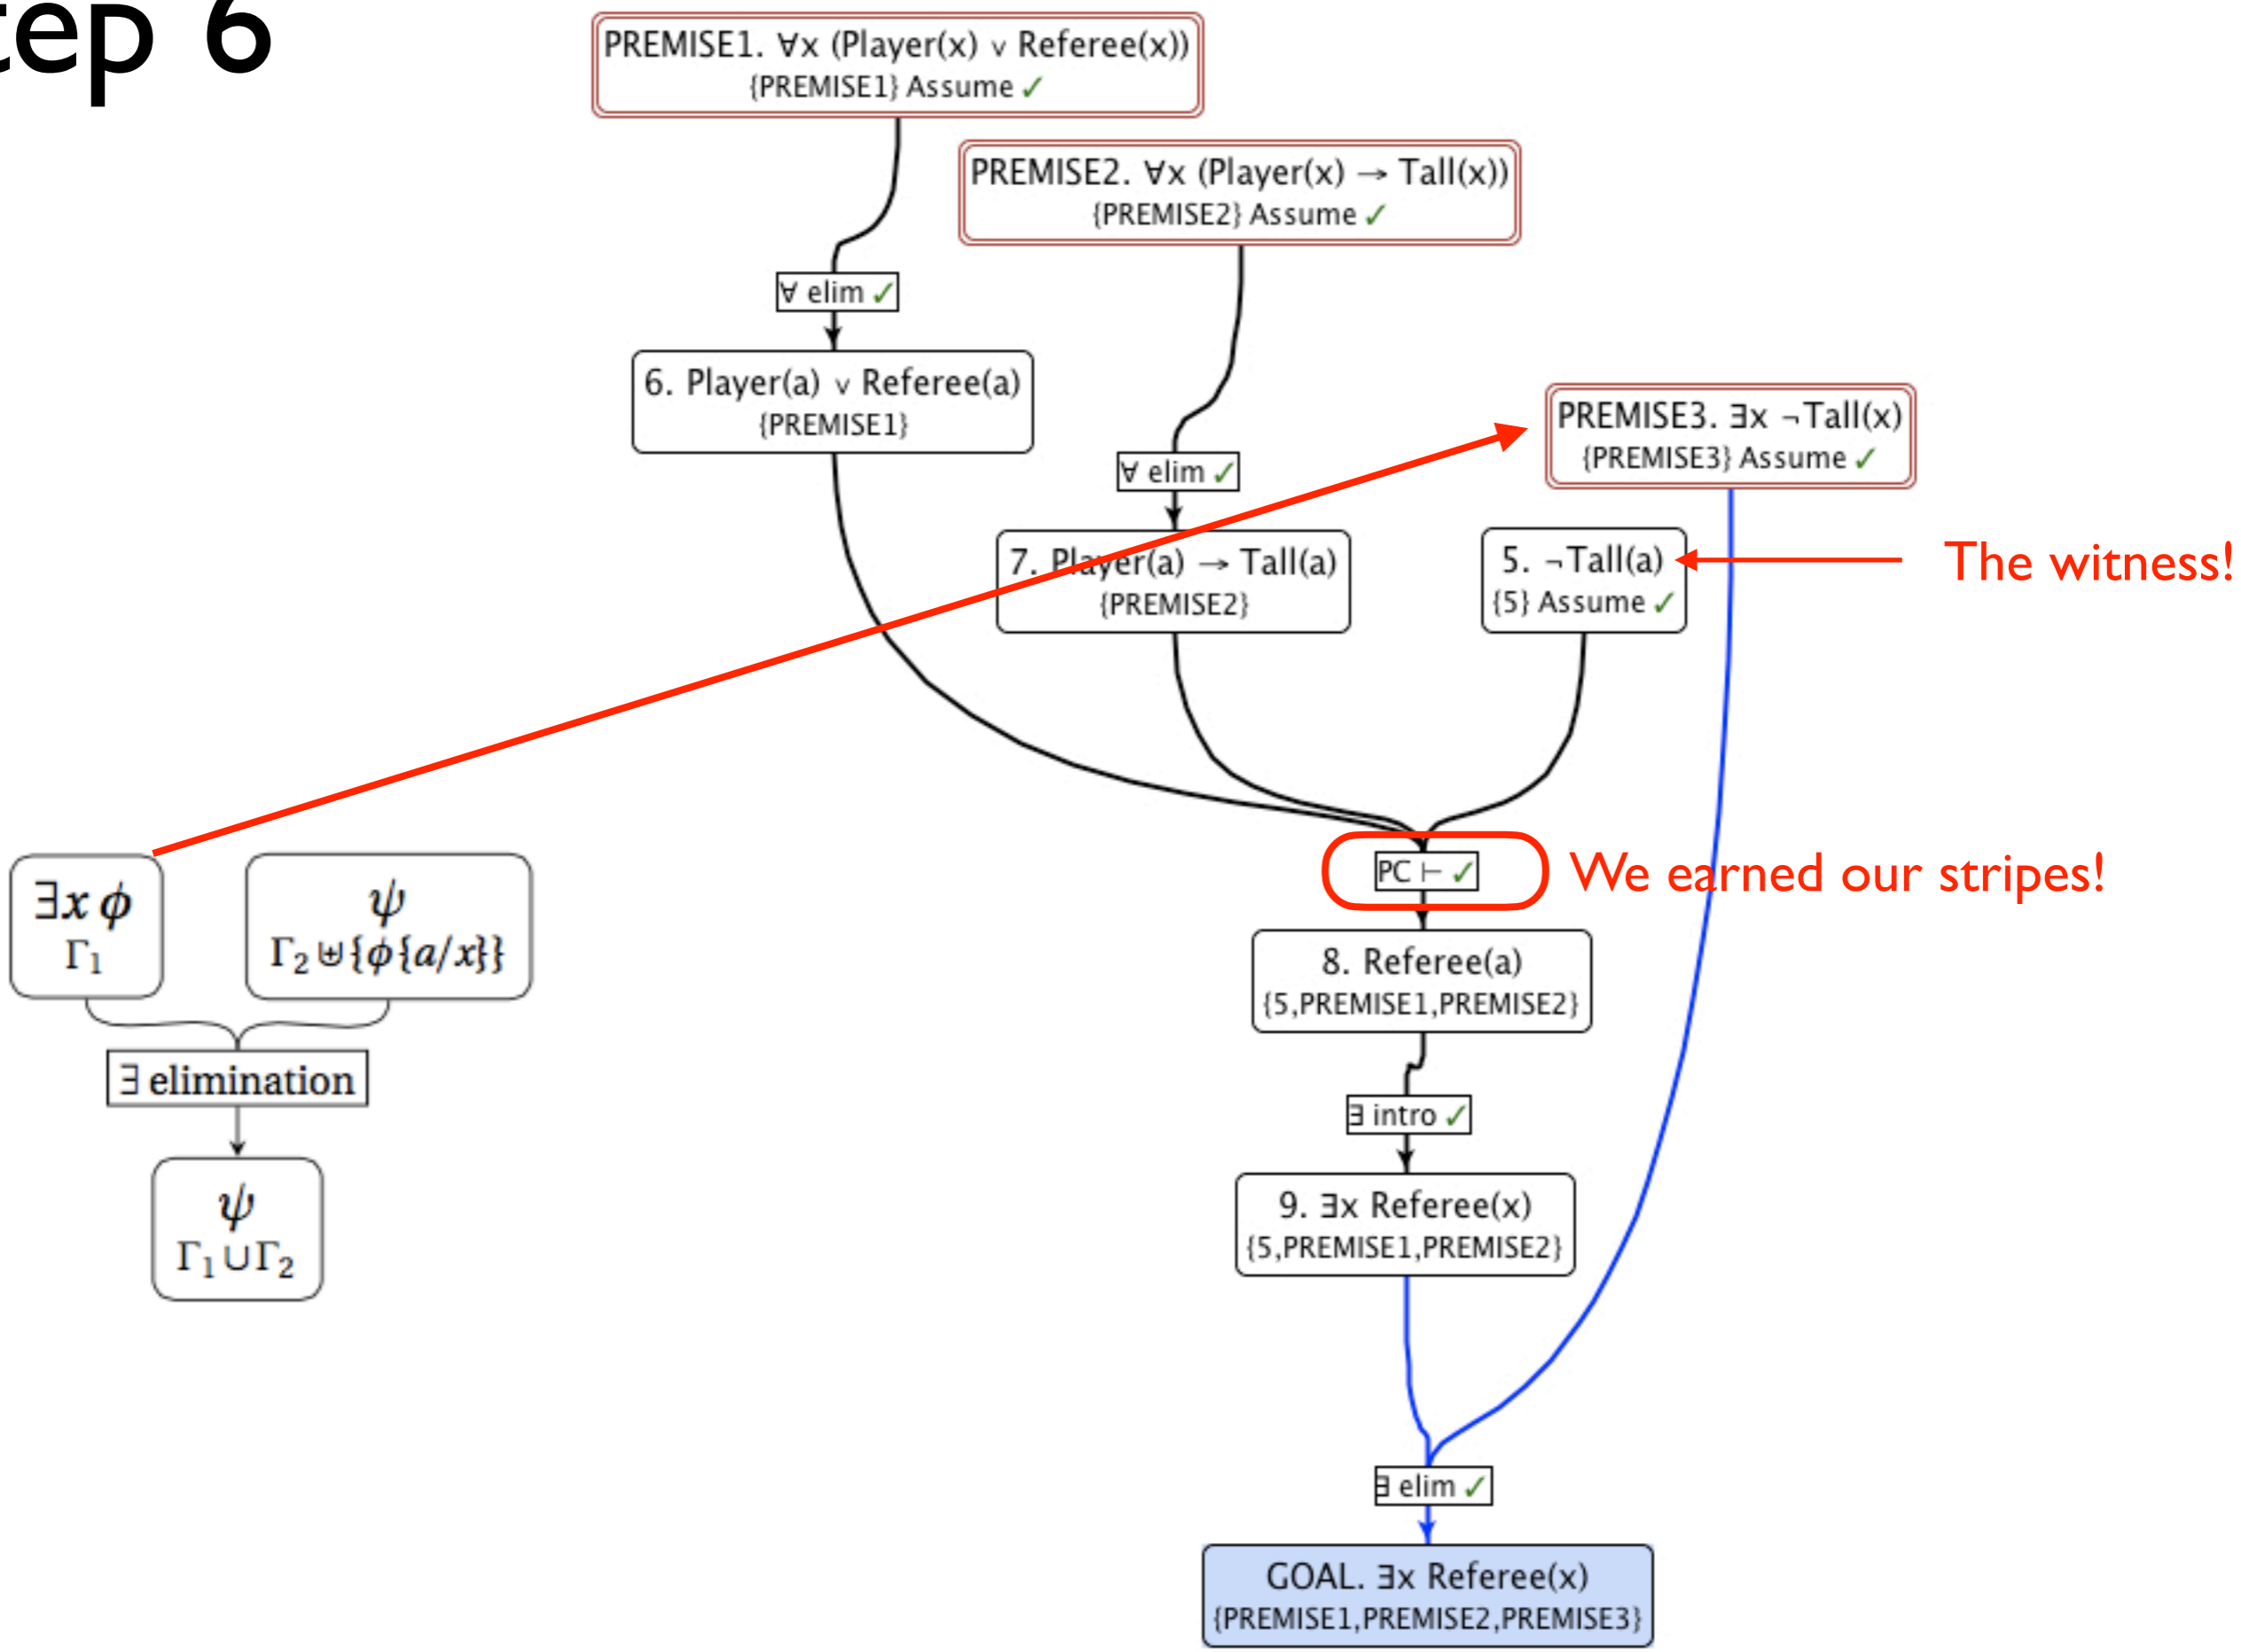 tep 6
PREMISE1. ∀x (Player(x) ∨ Referee(x))
{PREMISE1} Assume ✓
PREMISE2. ∀x (Player(x) → Tall(x))
{PREMISE2} Assume ✓
∀ elim ✓
6. Player(a) ∨ Referee(a)
{PREMISE1}
PREMISE3. ∃x ¬Tall(x)
{PREMISE3} Assume ✓
∀ elim ✓
7. Player(a) → Tall(a)
{PREMISE2}
5. ¬Tall(a)
{5} Assume ✓
The witness!
PC ⊢ ✓
We earned our stripes!
∃x ϕ
Γ₁
ψ
Γ₂ ⊎ {ϕ{a/x}}
∃ elimination
ψ
Γ₁ ∪ Γ₂
8. Referee(a)
{5,PREMISE1,PREMISE2}
∃ intro ✓
9. ∃x Referee(x)
{5,PREMISE1,PREMISE2}
∃ elim ✓
GOAL. ∃x Referee(x)
{PREMISE1,PREMISE2,PREMISE3}